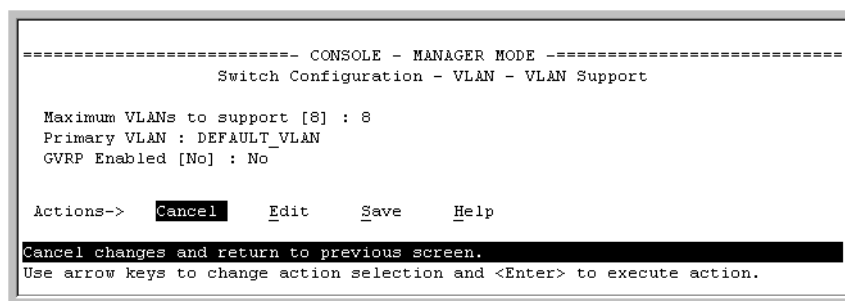 ==========================- CONSOLE - MANAGER MODE -============================
Switch Configuration - VLAN - VLAN Support
Maximum VLANs to support [8] : 8
Primary VLAN : DEFAULT_VLAN
GVRP Enabled [No] : No
Actions-> Cancel Edit Save Help
Cancel changes and return to previous screen.
Use arrow keys to change action selection and <Enter> to execute action.